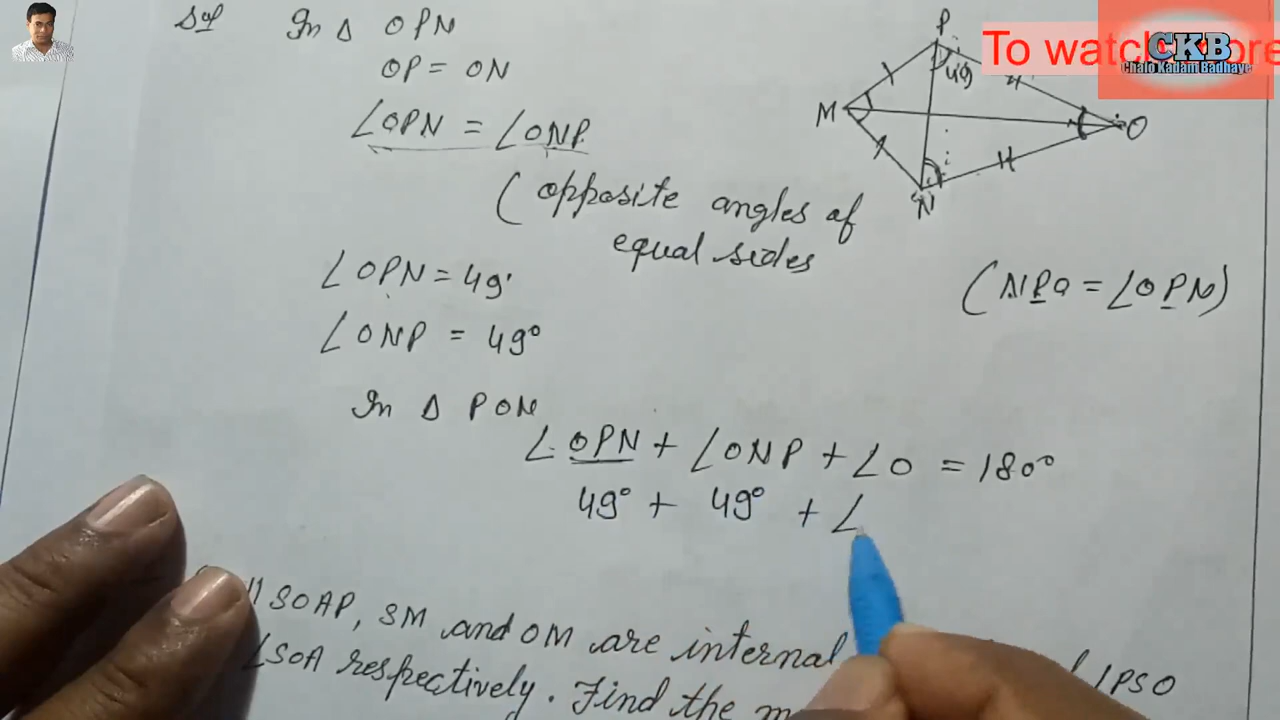 Sol In Δ OPN
OP = ON
∠OPN = ∠ONP
(opposite angles of
equal sides
∠OPN = 49°
∠ONP = 49°
In Δ PON
∠OPN + ∠ONP + ∠O = 180°
49° + 49° + ∠
P
49
M
O
N
(NPO = ∠OPN)
To watch more
CKB
Chalo Kadam Badhaye
SOAP, SM and OM are internal
∠PSO
∠SOA respectively. Find the